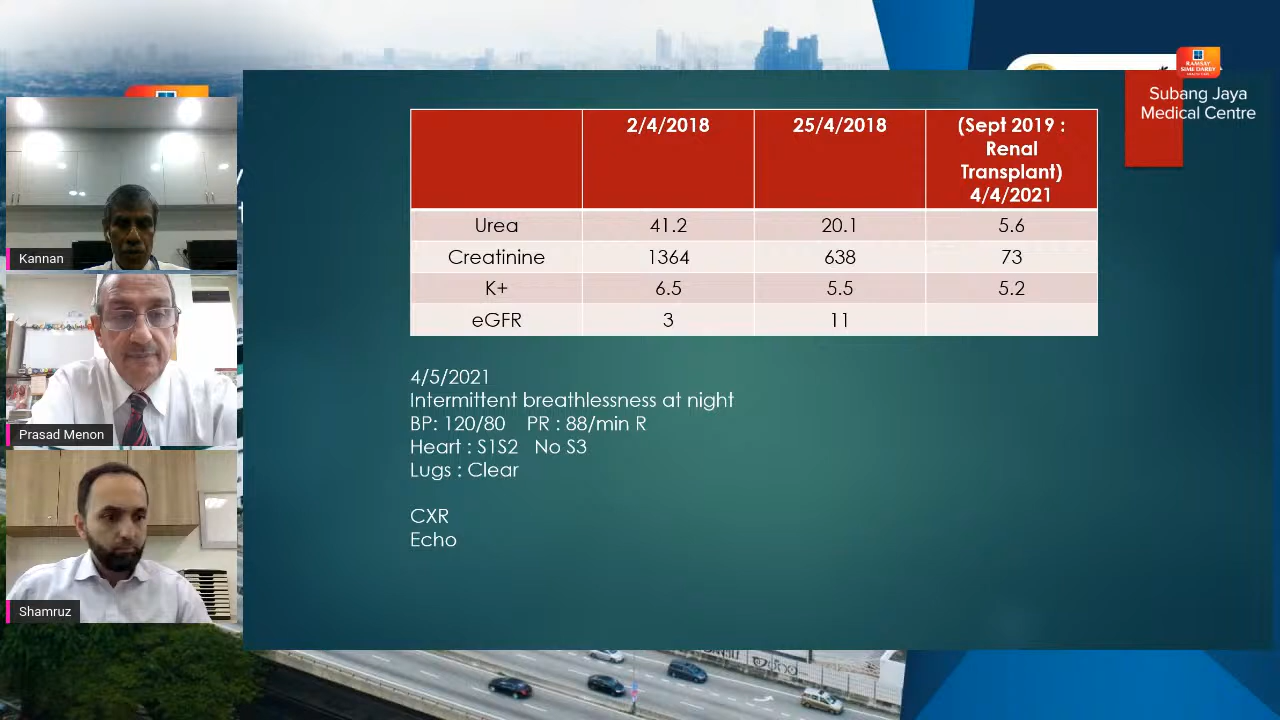 RAMSAY
SIME DARBY
Subang Jaya
Medical Centre
2/4/2018 25/4/2018 (Sept 2019 :
Renal
Transplant)
4/4/2021
Urea 41.2 20.1 5.6
Creatinine 1364 638 73
K+ 6.5 5.5 5.2
eGFR 3 11
4/5/2021
Intermittent breathlessness at night
BP: 120/80 PR : 88/min R
Heart : S1S2 No S3
Lugs : Clear
CXR
Echo
Kannan
Prasad Menon
Shamruz